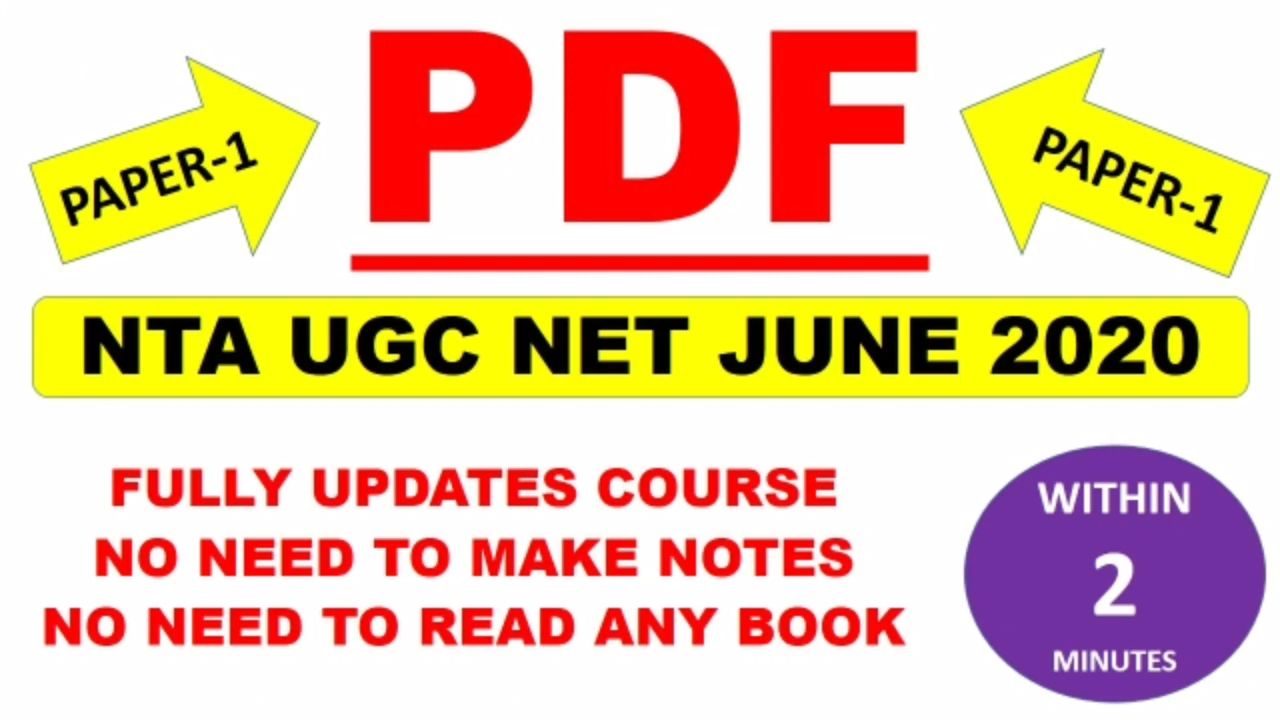 PDF
PAPER-1
PAPER-1
NTA UGC NET JUNE 2020
FULLY UPDATES COURSE
NO NEED TO MAKE NOTES
NO NEED TO READ ANY BOOK
WITHIN
2
MINUTES